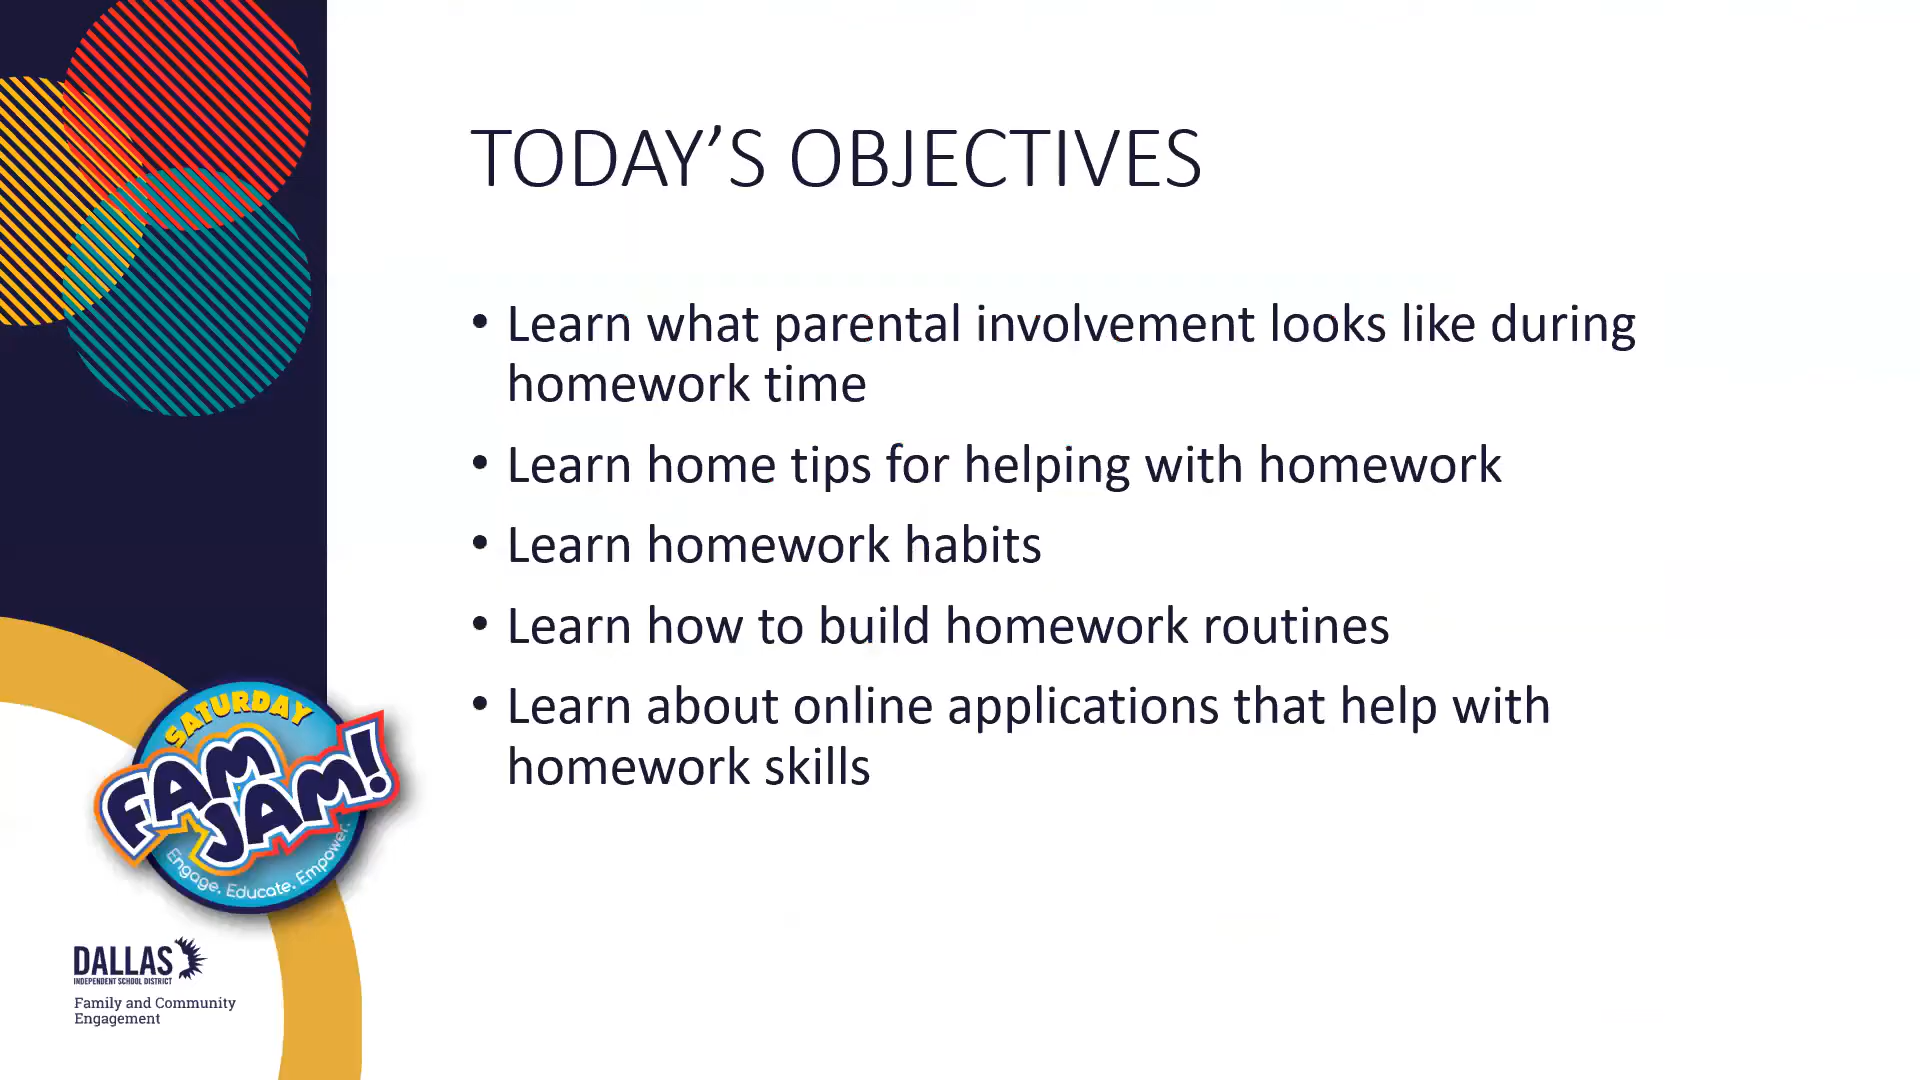 TODAY’S OBJECTIVES
• Learn what parental involvement looks like during
homework time
• Learn home tips for helping with homework
• Learn homework habits
• Learn how to build homework routines
• Learn about online applications that help with
homework skills
SATURDAY
FAM
JAM!
Engage. Educate. Empower.
DALLAS
INDEPENDENT SCHOOL DISTRICT
Family and Community
Engagement